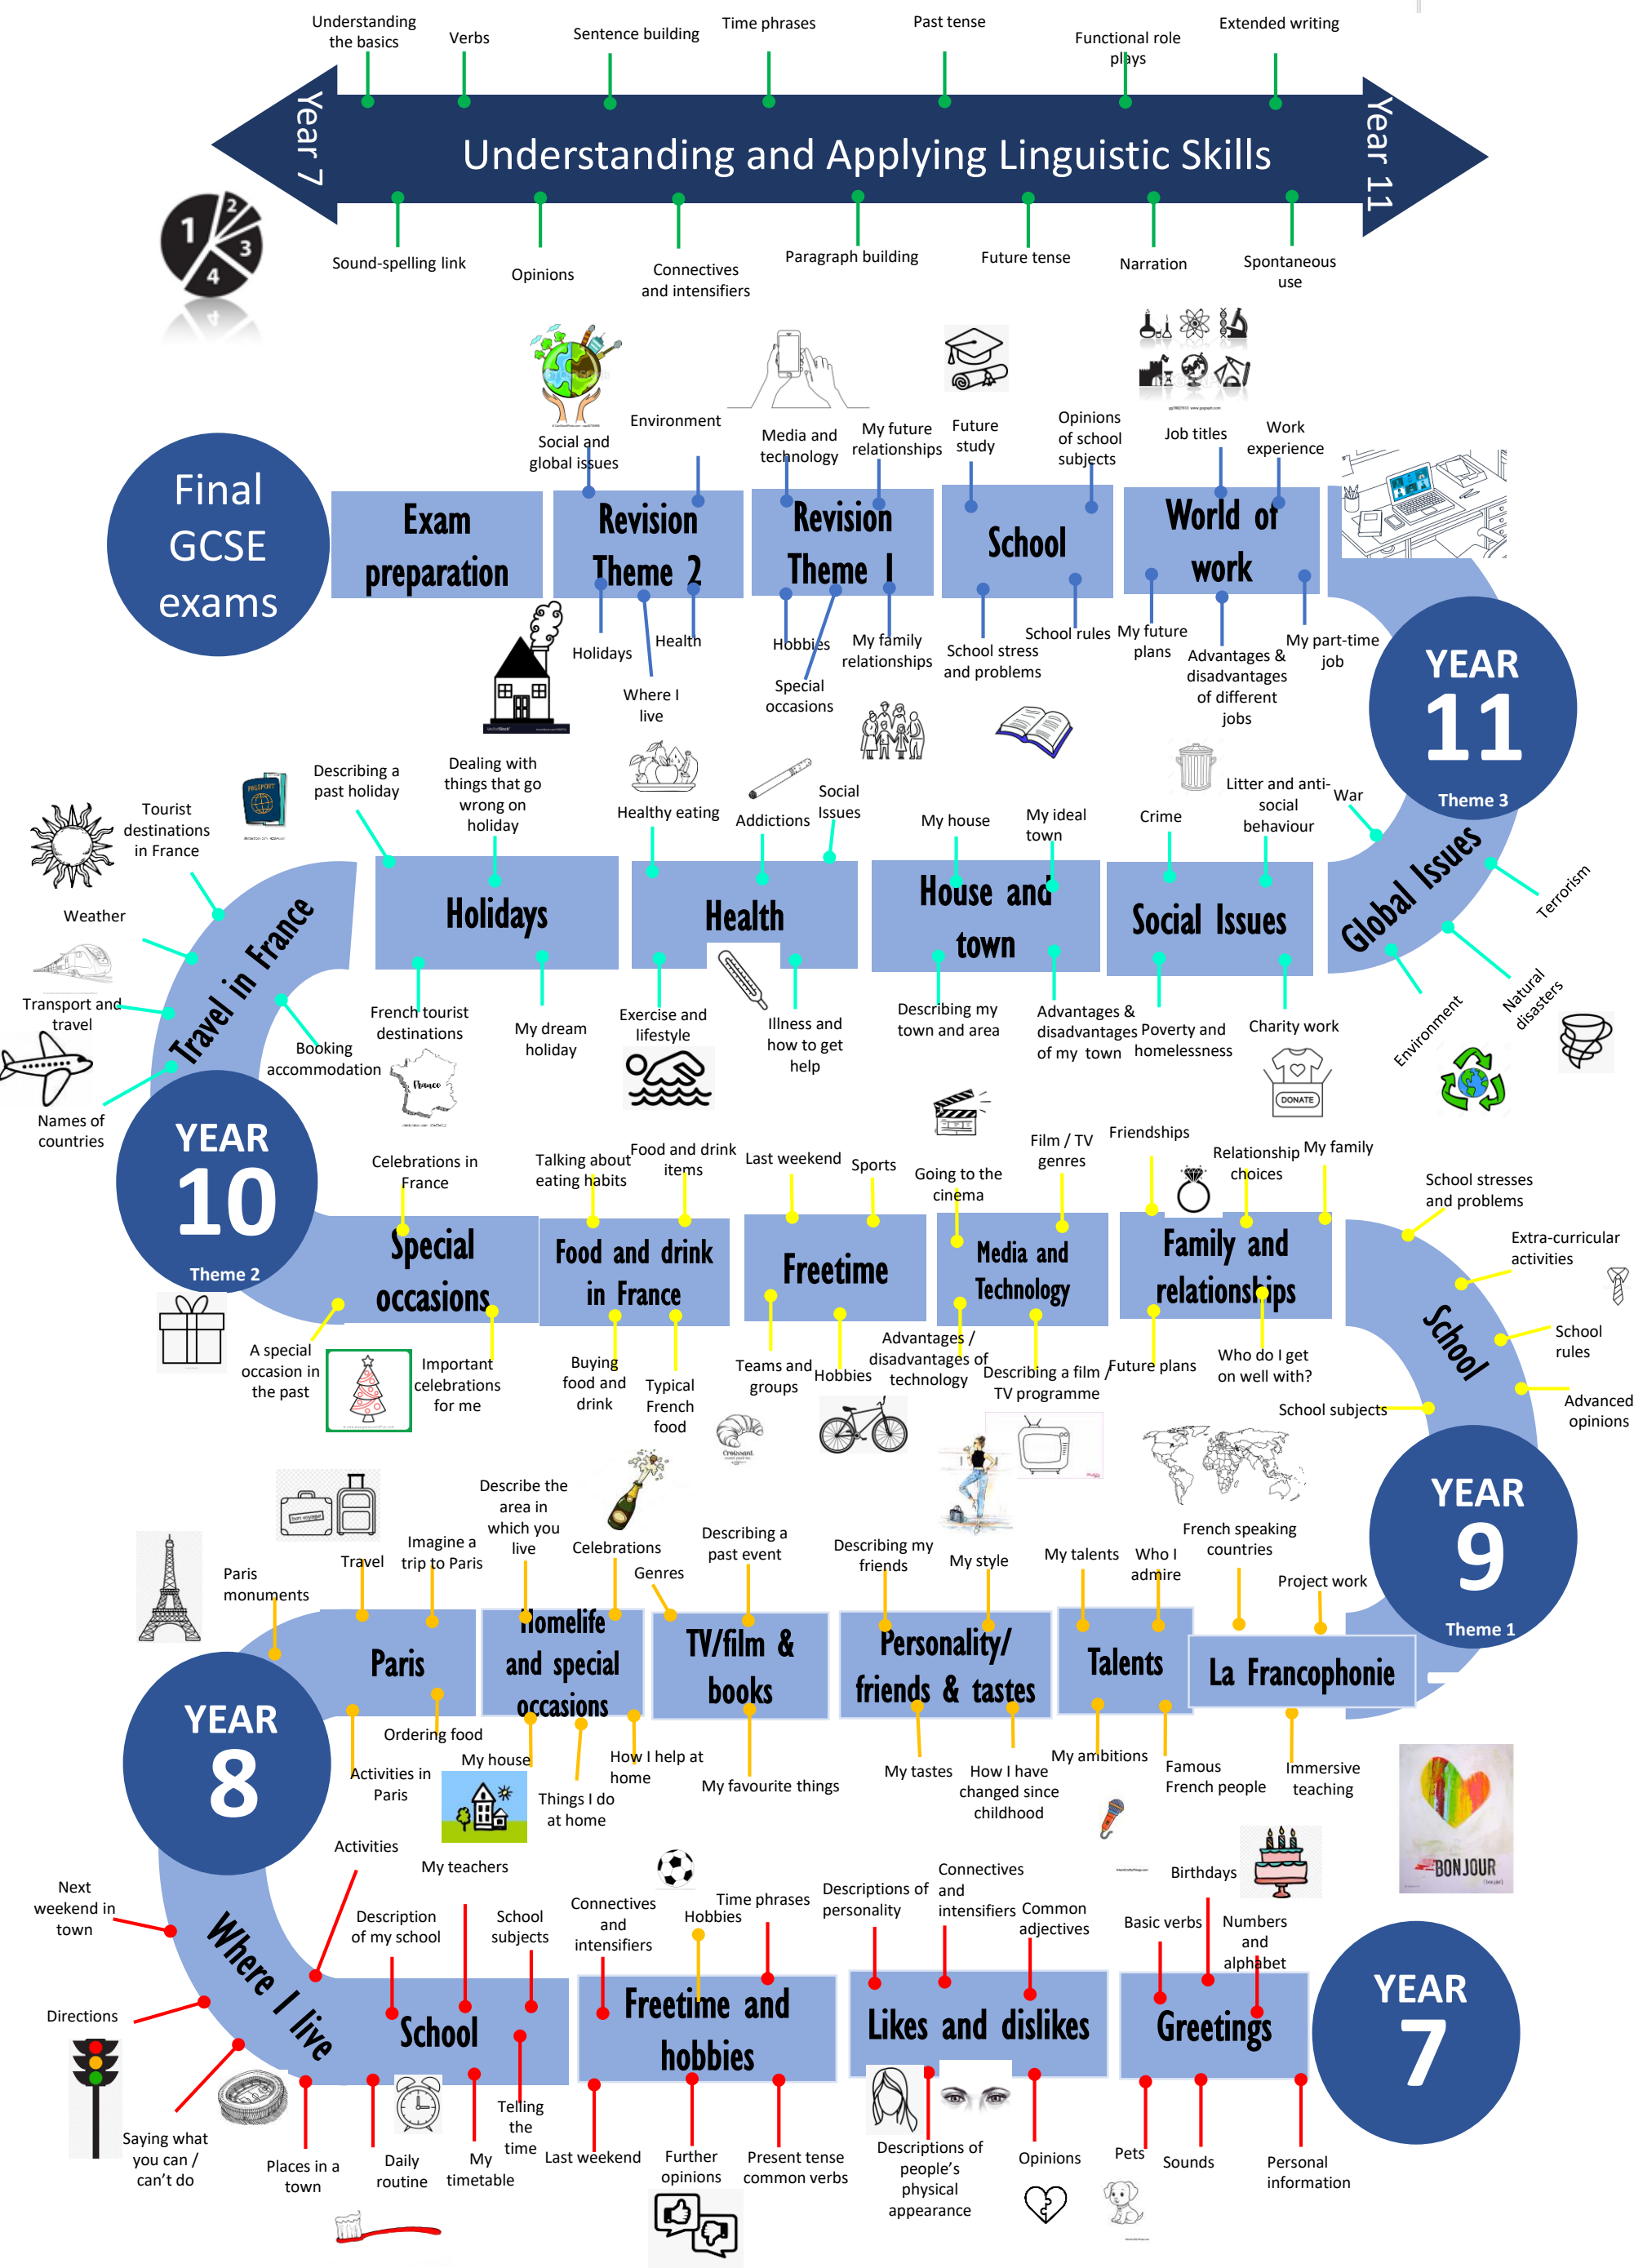 Understanding
the basics
Verbs
Sentence building
Time phrases
Past tense
Functional role
plays
Extended writing
Year 7
Understanding and Applying Linguistic Skills
Year 11
Sound-spelling link
Opinions
Connectives
and intensifiers
Paragraph building
Future tense
Narration
Spontaneous
use
1
2
3
4
Social and
global issues
Environment
Media and
technology
My future
relationships
Future
study
Opinions
of school
subjects
Job titles
Work
experience
Final
GCSE
exams
Exam
preparation
Revision
Theme 2
Revision
Theme 1
School
World of
work
Holidays
Where I
live
Health
Hobbies
Special
occasions
My family
relationships
School stress
and problems
School rules
My future
plans
Advantages &
disadvantages
of different
jobs
My part-time
job
YEAR
11
Theme 3
Tourist
destinations
in France
PASSPORT
Describing a
past holiday
Dealing with
things that go
wrong on
holiday
Healthy eating
Addictions
Social
Issues
My house
My ideal
town
Crime
Litter and anti-
social
behaviour
War
Terrorism
Weather
Travel in France
Holidays
Health
House and
town
Social Issues
Global Issues
Transport and
travel
Booking
accommodation
Names of
countries
French tourist
destinations
France
My dream
holiday
Exercise and
lifestyle
Illness and
how to get
help
Describing my
town and area
Advantages &
disadvantages
of my town
Poverty and
homelessness
Charity work
DONATE
Environment
Natural
disasters
YEAR
10
Theme 2
Celebrations in
France
Talking about
eating habits
Food and drink
items
Last weekend
Sports
Going to the
cinema
Film / TV
genres
Friendships
Relationship
choices
My family
School stresses
and problems
Extra-curricular
activities
Special
occasions
Food and drink
in France
Freetime
Media and
Technology
Family and
relationships
School
School
rules
Advanced
opinions
School subjects
A special
occasion in
the past
Important
celebrations
for me
Buying
food and
drink
Typical
French
food
Teams and
groups
Hobbies
Advantages /
disadvantages of
technology
Describing a film /
TV programme
Future plans
Who do I get
on well with?
Croissant
YEAR
9
Theme 1
Paris
monuments
Travel
Imagine a
trip to Paris
Describe the
area in
which you
live
Celebrations
Genres
Describing a
past event
Describing my
friends
My style
My talents
Who I
admire
French speaking
countries
Project work
Paris
Homelife
and special
occasions
TV/film &
books
Personality/
friends & tastes
Talents
La Francophonie
YEAR
8
Activities in
Paris
Ordering food
My house
Things I do
at home
How I help at
home
My favourite things
My tastes
How I have
changed since
childhood
My ambitions
Famous
French people
Immersive
teaching
BONJOUR
Next
weekend in
town
Activities
My teachers
Description
of my school
School
subjects
Connectives
and
intensifiers
Hobbies
Time phrases
Descriptions of
personality
Connectives
and
intensifiers
Common
adjectives
Basic verbs
Birthdays
Numbers
and
alphabet
Where I live
School
Freetime and
hobbies
Likes and dislikes
Greetings
YEAR
7
Directions
Saying what
you can /
can't do
Places in a
town
Daily
routine
My
timetable
Telling
the
time
Last weekend
Further
opinions
Present tense
common verbs
Descriptions of
people's
physical
appearance
Opinions
Pets
Sounds
Personal
information